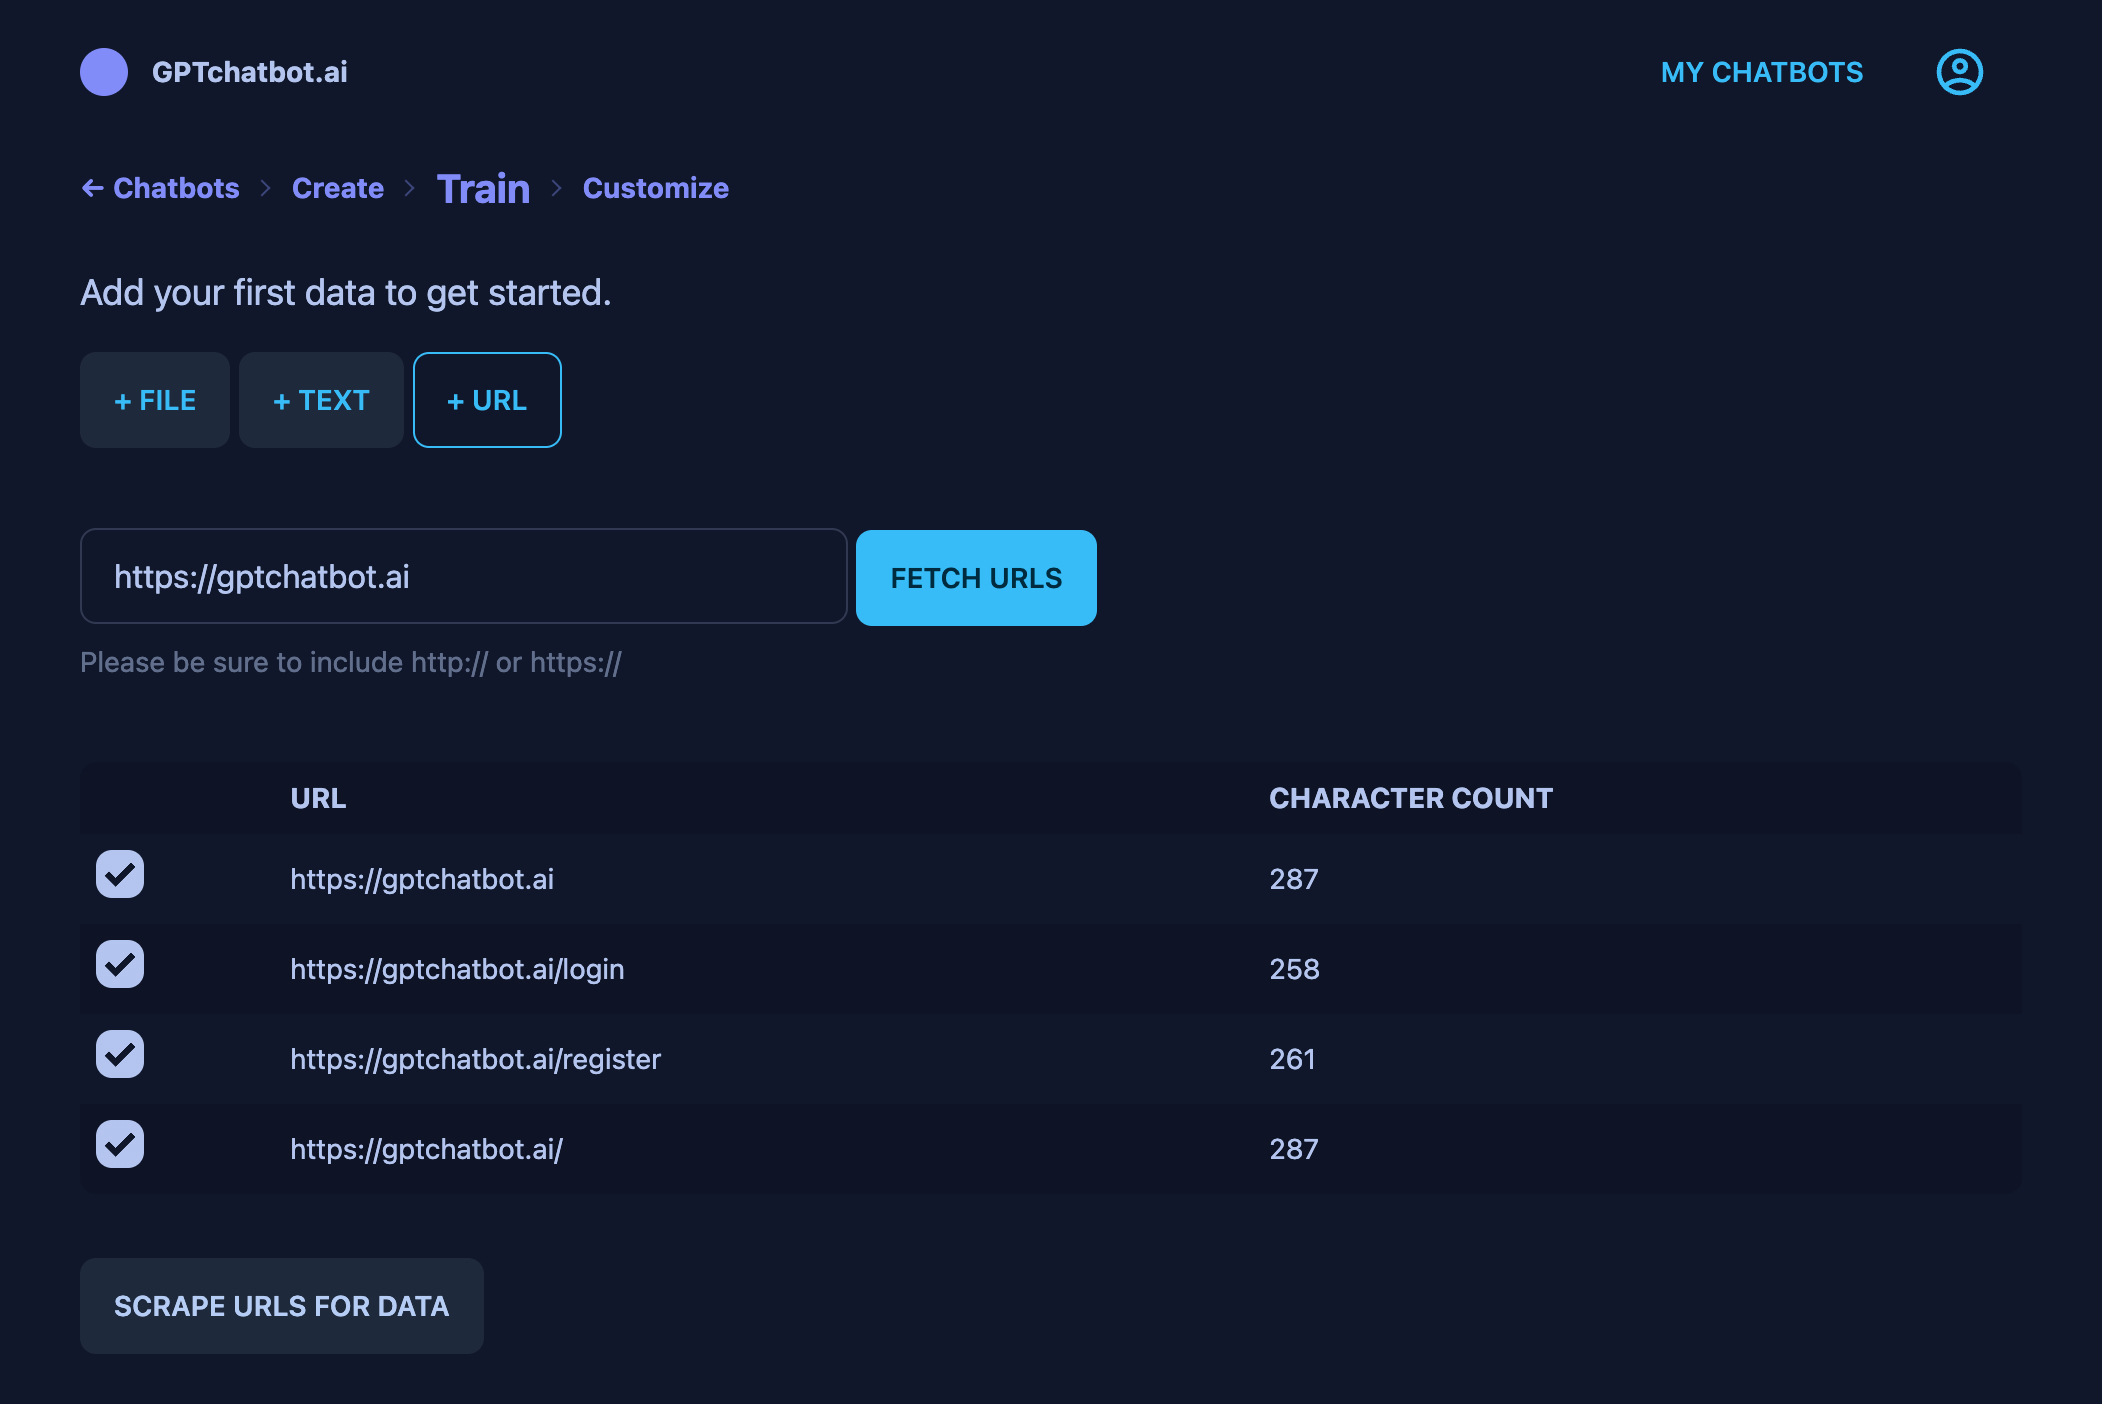 GPTchatbot.ai
MY CHATBOTS
← Chatbots > Create > Train > Customize
Add your first data to get started.
+ FILE + TEXT + URL
https://gptchatbot.ai FETCH URLS
Please be sure to include http:// or https://
URL CHARACTER COUNT
https://gptchatbot.ai 287
https://gptchatbot.ai/login 258
https://gptchatbot.ai/register 261
https://gptchatbot.ai/ 287
SCRAPE URLS FOR DATA